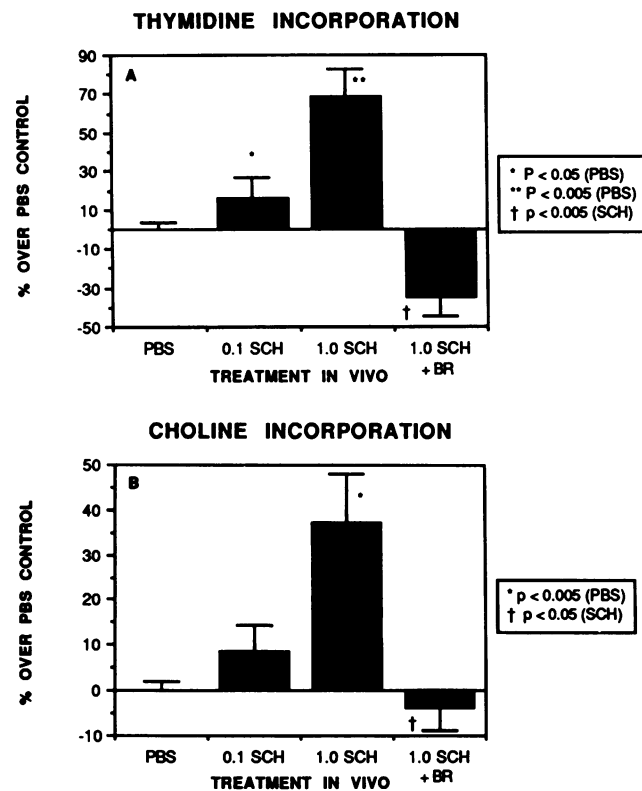 THYMIDINE INCORPORATION
A
% OVER PBS CONTROL
90
70
50
30
10
-10
-30
-50
*
**
†
PBS
0.1 SCH
1.0 SCH
1.0 SCH
+ BR
TREATMENT IN VIVO
* P < 0.05 (PBS)
** P < 0.005 (PBS)
† p < 0.005 (SCH)
CHOLINE INCORPORATION
B
% OVER PBS CONTROL
50
40
30
20
10
0
-10
*
†
PBS
0.1 SCH
1.0 SCH
1.0 SCH
+ BR
TREATMENT IN VIVO
* p < 0.005 (PBS)
† p < 0.05 (SCH)